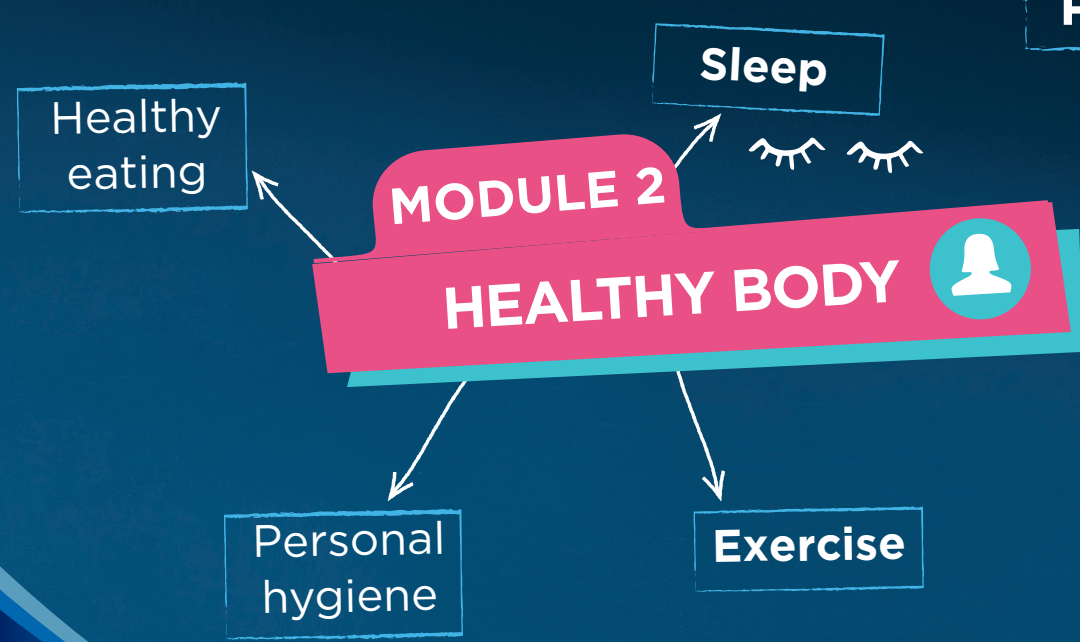 Sleep
Healthy
eating
MODULE 2
HEALTHY BODY
Personal
hygiene
Exercise